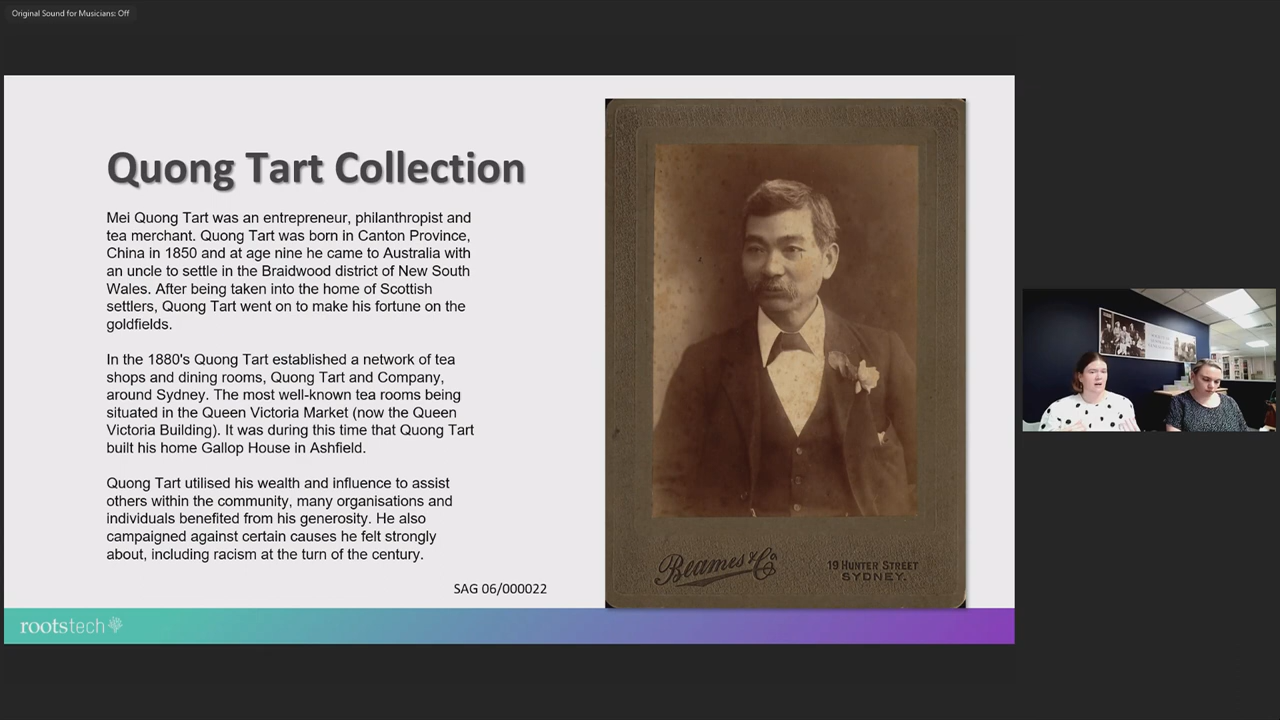 Original Sound for Musicians: Off
Quong Tart Collection
Mei Quong Tart was an entrepreneur, philanthropist and
tea merchant. Quong Tart was born in Canton Province,
China in 1850 and at age nine he came to Australia with
an uncle to settle in the Braidwood district of New South
Wales. After being taken into the home of Scottish
settlers, Quong Tart went on to make his fortune on the
goldfields.
In the 1880's Quong Tart established a network of tea
shops and dining rooms, Quong Tart and Company,
around Sydney. The most well-known tea rooms being
situated in the Queen Victoria Market (now the Queen
Victoria Building). It was during this time that Quong Tart
built his home Gallop House in Ashfield.
Quong Tart utilised his wealth and influence to assist
others within the community, many organisations and
individuals benefited from his generosity. He also
campaigned against certain causes he felt strongly
about, including racism at the turn of the century.
SAG 06/000022
Beames & Co
19 HUNTER STREET
SYDNEY.
rootstech